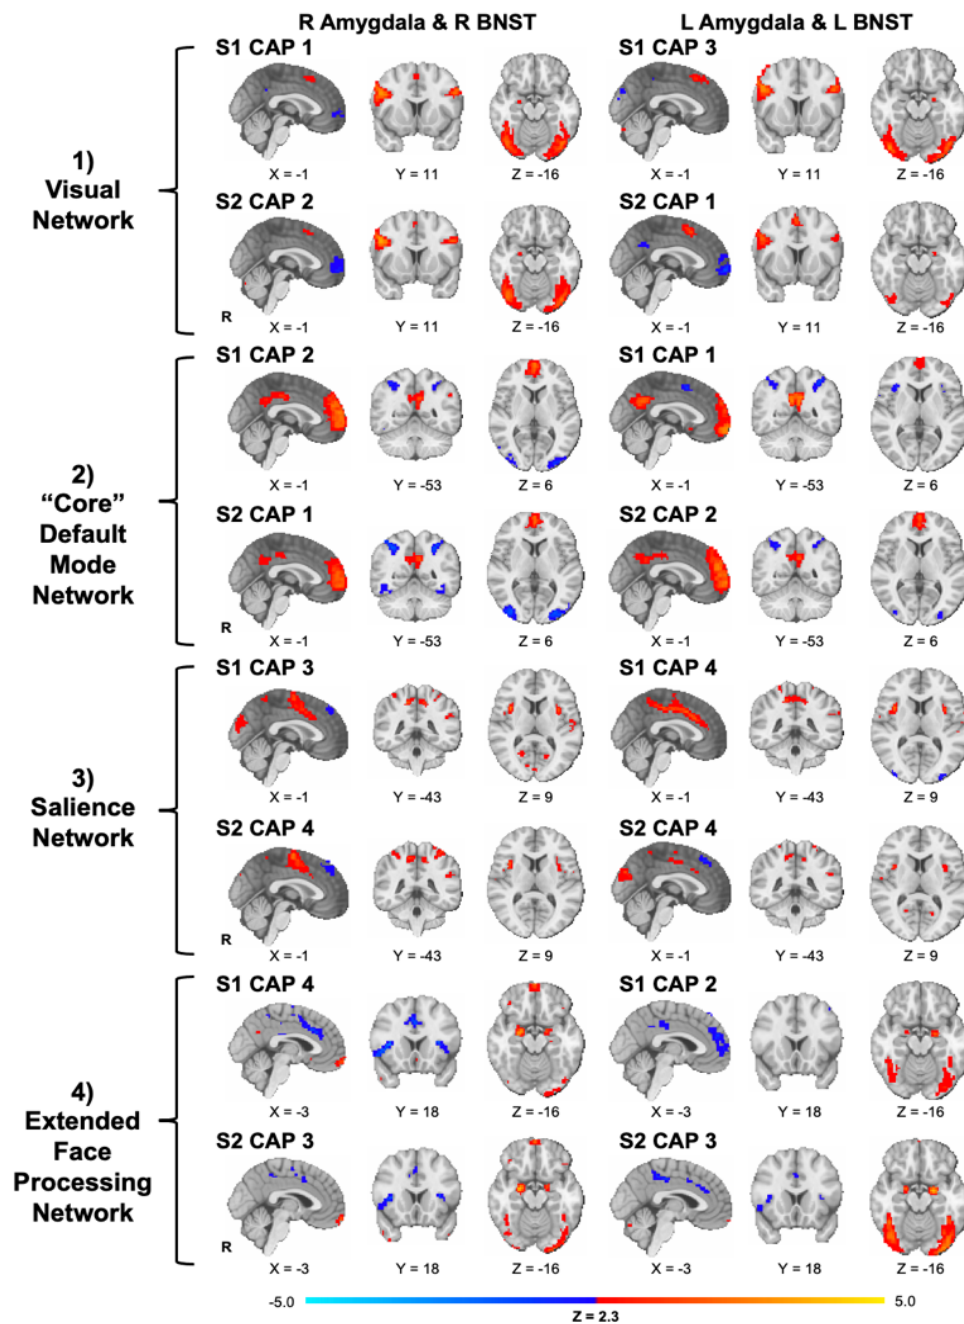 R Amygdala & R BNST L Amygdala & L BNST
1)
Visual
Network
S1 CAP 1 S1 CAP 3
X = -1 Y = 11 Z = -16 X = -1 Y = 11 Z = -16
S2 CAP 2 S2 CAP 1
R
X = -1 Y = 11 Z = -16 X = -1 Y = 11 Z = -16
2)
“Core”
Default
Mode
Network
S1 CAP 2 S1 CAP 1
X = -1 Y = -53 Z = 6 X = -1 Y = -53 Z = 6
S2 CAP 1 S2 CAP 2
R
X = -1 Y = -53 Z = 6 X = -1 Y = -53 Z = 6
3)
Salience
Network
S1 CAP 3 S1 CAP 4
X = -1 Y = -43 Z = 9 X = -1 Y = -43 Z = 9
S2 CAP 4 S2 CAP 4
R
X = -1 Y = -43 Z = 9 X = -1 Y = -43 Z = 9
4)
Extended
Face
Processing
Network
S1 CAP 4 S1 CAP 2
X = -3 Y = 18 Z = -16 X = -3 Y = 18 Z = -16
S2 CAP 3 S2 CAP 3
R
X = -3 Y = 18 Z = -16 X = -3 Y = 18 Z = -16
-5.0 5.0
Z = 2.3